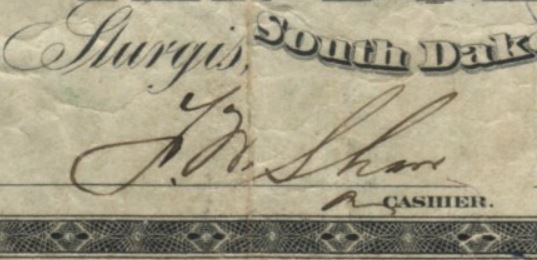 Sturgis, South Dak
F. W. Shaw
a CASHIER.